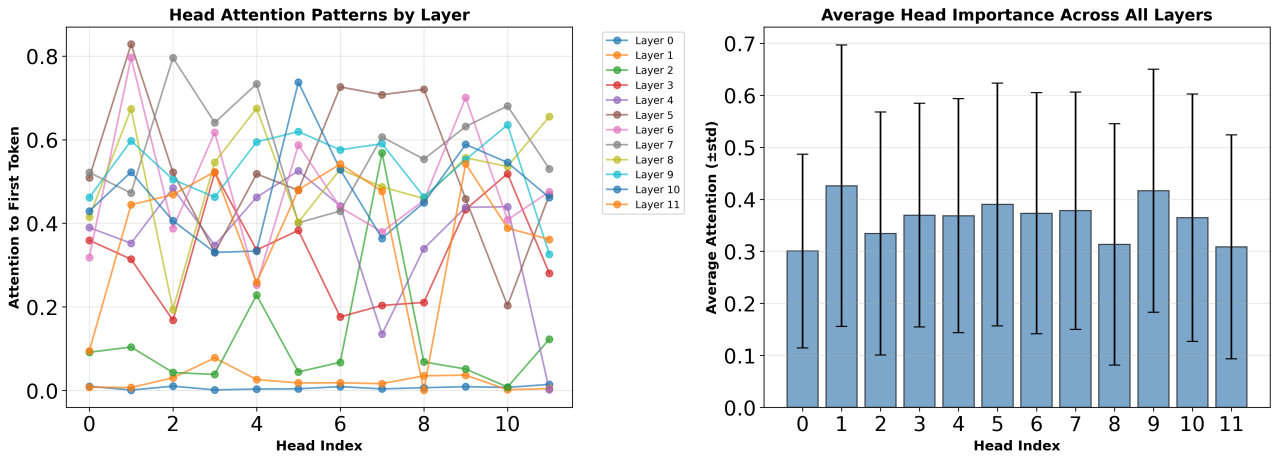 Head Attention Patterns by Layer
Attention to First Token
0.8
0.6
0.4
0.2
0.0
0 2 4 6 8 10
Head Index
Layer 0
Layer 1
Layer 2
Layer 3
Layer 4
Layer 5
Layer 6
Layer 7
Layer 8
Layer 9
Layer 10
Layer 11
Average Head Importance Across All Layers
Average Attention (±std)
0.7
0.6
0.5
0.4
0.3
0.2
0.1
0.0
0 1 2 3 4 5 6 7 8 9 10 11
Head Index